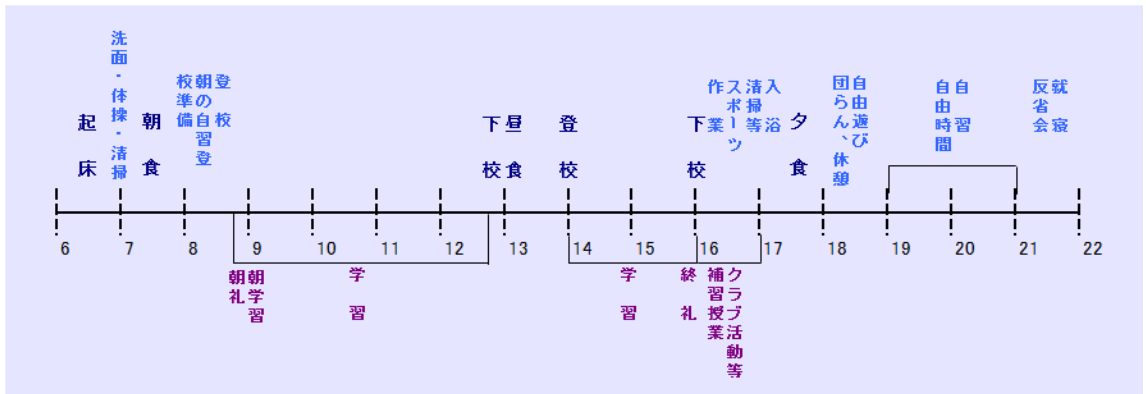 起床
洗面・体操・清掃
朝食
登校
朝の自習登
校準備
下校
昼食
登校
下校
入浴
清掃等
スポーツ
作業
夕食
自由遊び
団らん、休憩
自習
自由時間
就寝
反省会
6 7 8 9 10 11 12 13 14 15 16 17 18 19 20 21 22
朝礼
朝学習
学習
学習
終礼
クラブ活動等
補習授業